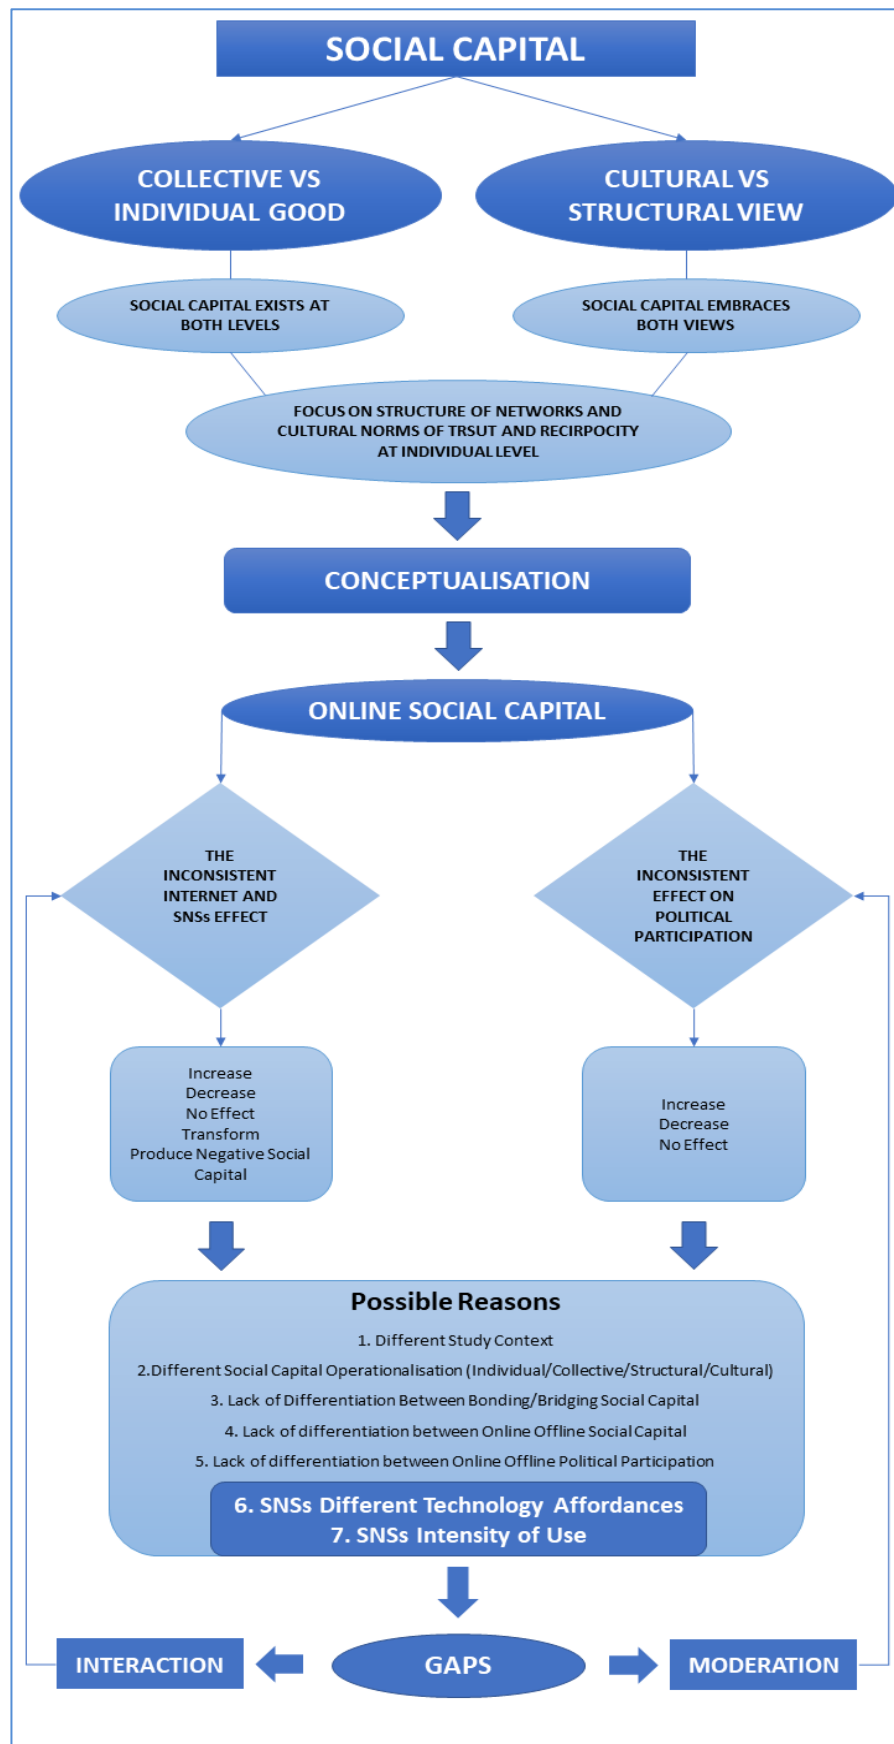 SOCIAL CAPITAL
COLLECTIVE VS
INDIVIDUAL GOOD
CULTURAL VS
STRUCTURAL VIEW
SOCIAL CAPITAL EXISTS AT
BOTH LEVELS
SOCIAL CAPITAL EMBRACES
BOTH VIEWS
FOCUS ON STRUCTURE OF NETWORKS AND
CULTURAL NORMS OF TRSUT AND RECIRPOCITY
AT INDIVIDUAL LEVEL
CONCEPTUALISATION
ONLINE SOCIAL CAPITAL
THE
INCONSISTENT
INTERNET AND
SNSs EFFECT
THE
INCONSISTENT
EFFECT ON
POLITICAL
PARTICIPATION
Increase
Decrease
No Effect
Transform
Produce Negative Social
Capital
Increase
Decrease
No Effect
Possible Reasons
1. Different Study Context
2.Different Social Capital Operationalisation (Individual/Collective/Structural/Cultural)
3. Lack of Differentiation Between Bonding/Bridging Social Capital
4. Lack of differentiation between Online Offline Social Capital
5. Lack of differentiation between Online Offline Political Participation
6. SNSs Different Technology Affordances
7. SNSs Intensity of Use
INTERACTION
GAPS
MODERATION